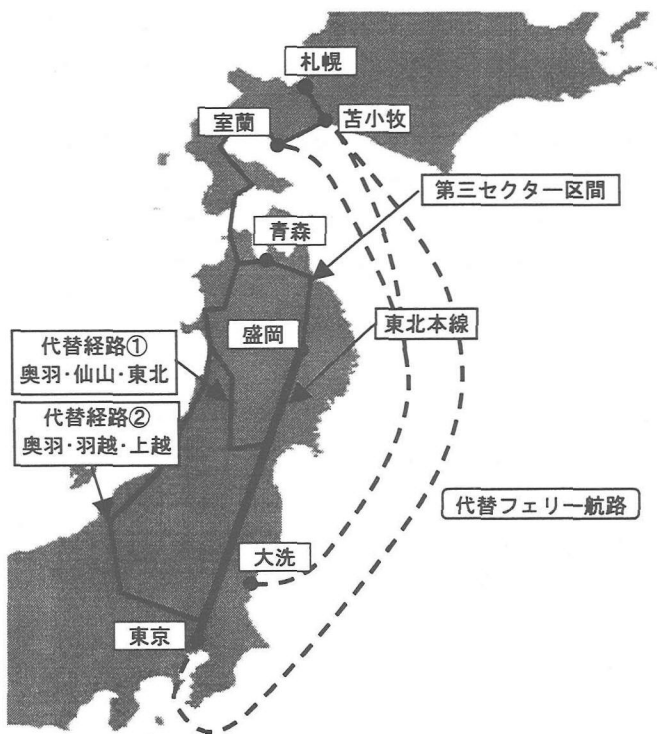 札幌
室蘭
苫小牧
第三セクター区間
青森
盛岡
東北本線
代替経路①
奥羽･仙山･東北
代替経路②
奥羽･羽越･上越
代替フェリー航路
大洗
東京